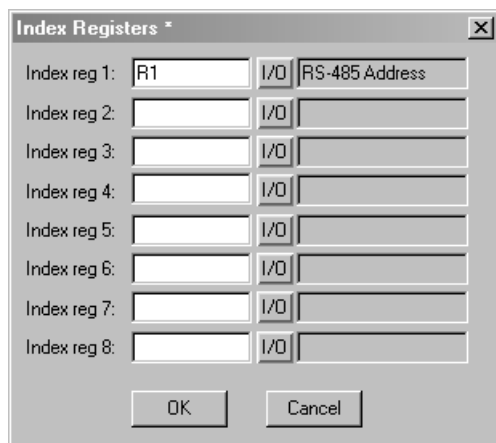 Index Registers *
Index reg 1: R1 I/O RS-485 Address
Index reg 2: I/O
Index reg 3: I/O
Index reg 4: I/O
Index reg 5: I/O
Index reg 6: I/O
Index reg 7: I/O
Index reg 8: I/O
OK Cancel